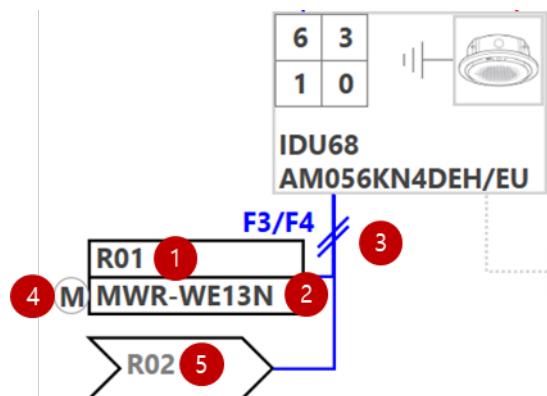 6 3
1 0
IDU68
AM056KN4DEH/EU
F3/F4
3
R01 1
4 M MWR-WE13N 2
R02 5